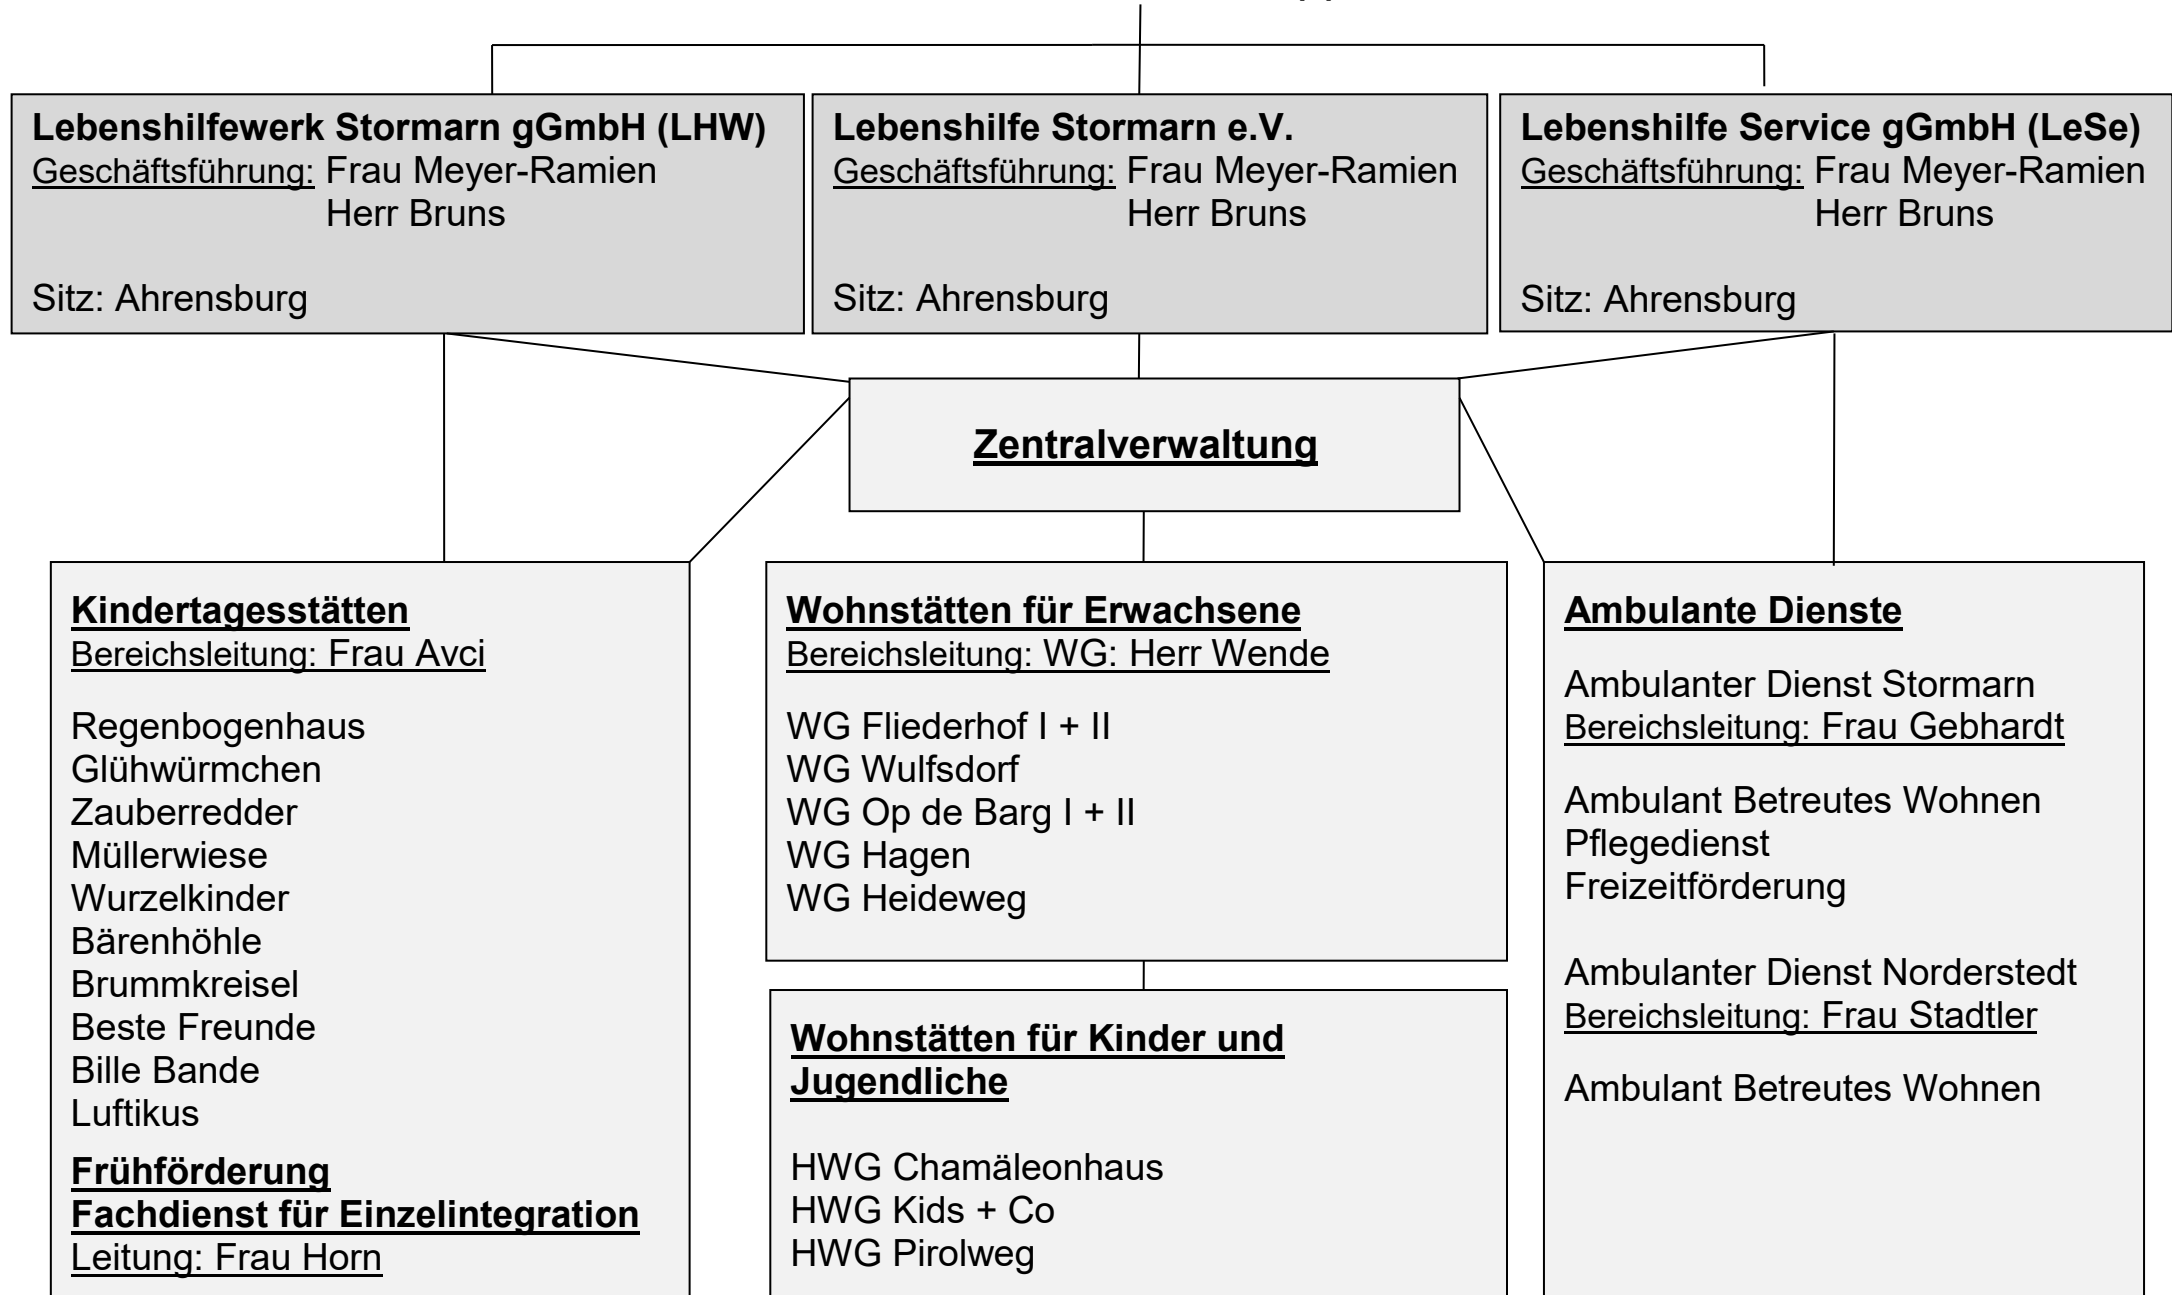 Lebenshilfewerk Stormarn gGmbH (LHW)
Geschäftsführung: Frau Meyer-Ramien
Herr Bruns
Sitz: Ahrensburg
Lebenshilfe Stormarn e.V.
Geschäftsführung: Frau Meyer-Ramien
Herr Bruns
Sitz: Ahrensburg
Lebenshilfe Service gGmbH (LeSe)
Geschäftsführung: Frau Meyer-Ramien
Herr Bruns
Sitz: Ahrensburg
Zentralverwaltung
Kindertagesstätten
Bereichsleitung: Frau Avci
Regenbogenhaus
Glühwürmchen
Zauberredder
Müllerwiese
Wurzelkinder
Bärenhöhle
Brummkreisel
Beste Freunde
Bille Bande
Luftikus
Frühförderung
Fachdienst für Einzelintegration
Leitung: Frau Horn
Wohnstätten für Erwachsene
Bereichsleitung: WG: Herr Wende
WG Fliederhof I + II
WG Wulfsdorf
WG Op de Barg I + II
WG Hagen
WG Heideweg
Wohnstätten für Kinder und
Jugendliche
HWG Chamäleonhaus
HWG Kids + Co
HWG Pirolweg
Ambulante Dienste
Ambulanter Dienst Stormarn
Bereichsleitung: Frau Gebhardt
Ambulant Betreutes Wohnen
Pflegedienst
Freizeitförderung
Ambulanter Dienst Norderstedt
Bereichsleitung: Frau Stadtler
Ambulant Betreutes Wohnen